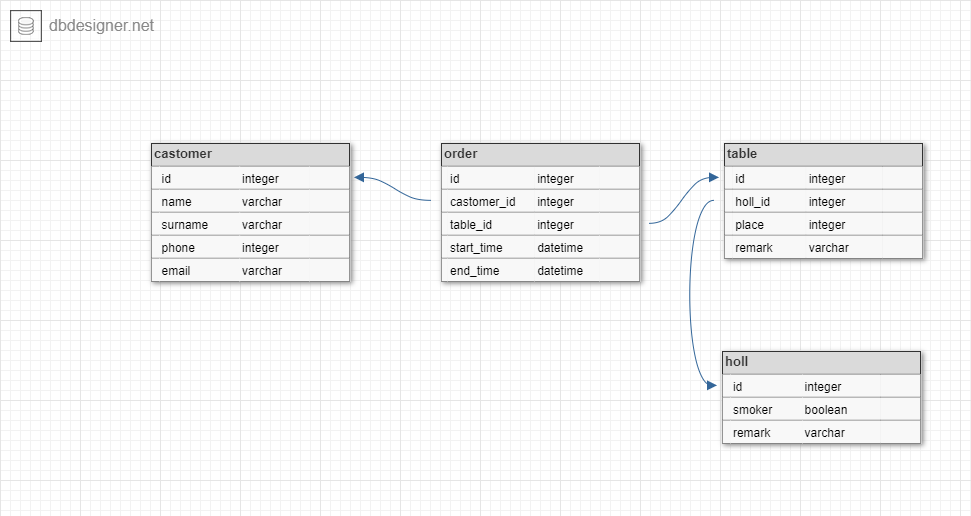 dbdesigner.net
castomer
id integer
name varchar
surname varchar
phone integer
email varchar
order
id integer
castomer_id integer
table_id integer
start_time datetime
end_time datetime
table
id integer
holl_id integer
place integer
remark varchar
holl
id integer
smoker boolean
remark varchar